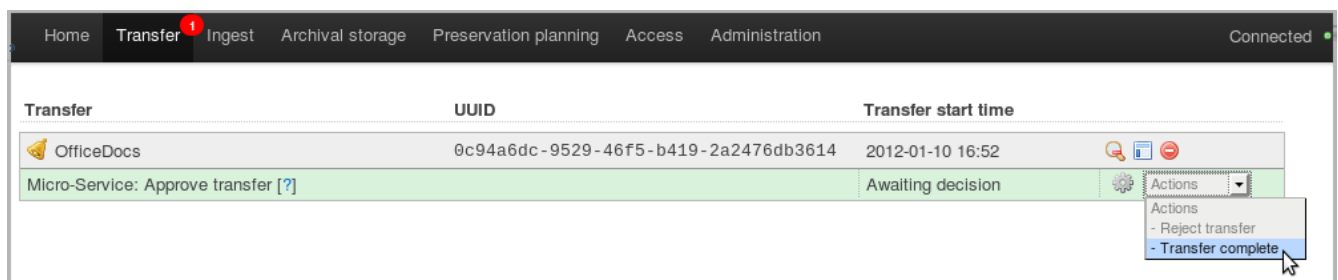 Home Transfer 1 Ingest Archival storage Preservation planning Access Administration Connected
Transfer UUID Transfer start time
OfficeDocs 0c94a6dc-9529-46f5-b419-2a2476db3614 2012-01-10 16:52
Micro-Service: Approve transfer [?] Awaiting decision Actions
Actions
- Reject transfer
- Transfer complete